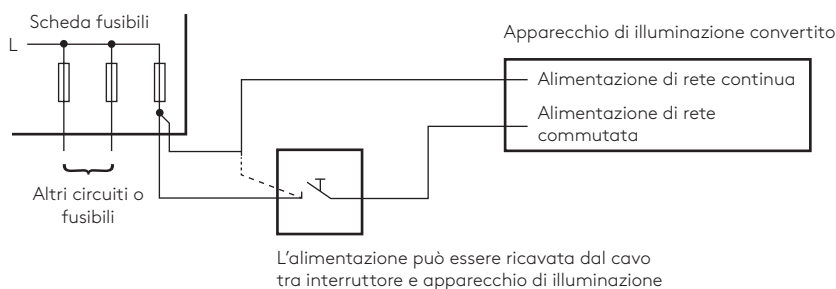 Scheda fusibili
L
Altri circuiti o
fusibili
Apparecchio di illuminazione convertito
Alimentazione di rete continua
Alimentazione di rete
commutata
L’alimentazione può essere ricavata dal cavo
tra interruttore e apparecchio di illuminazione